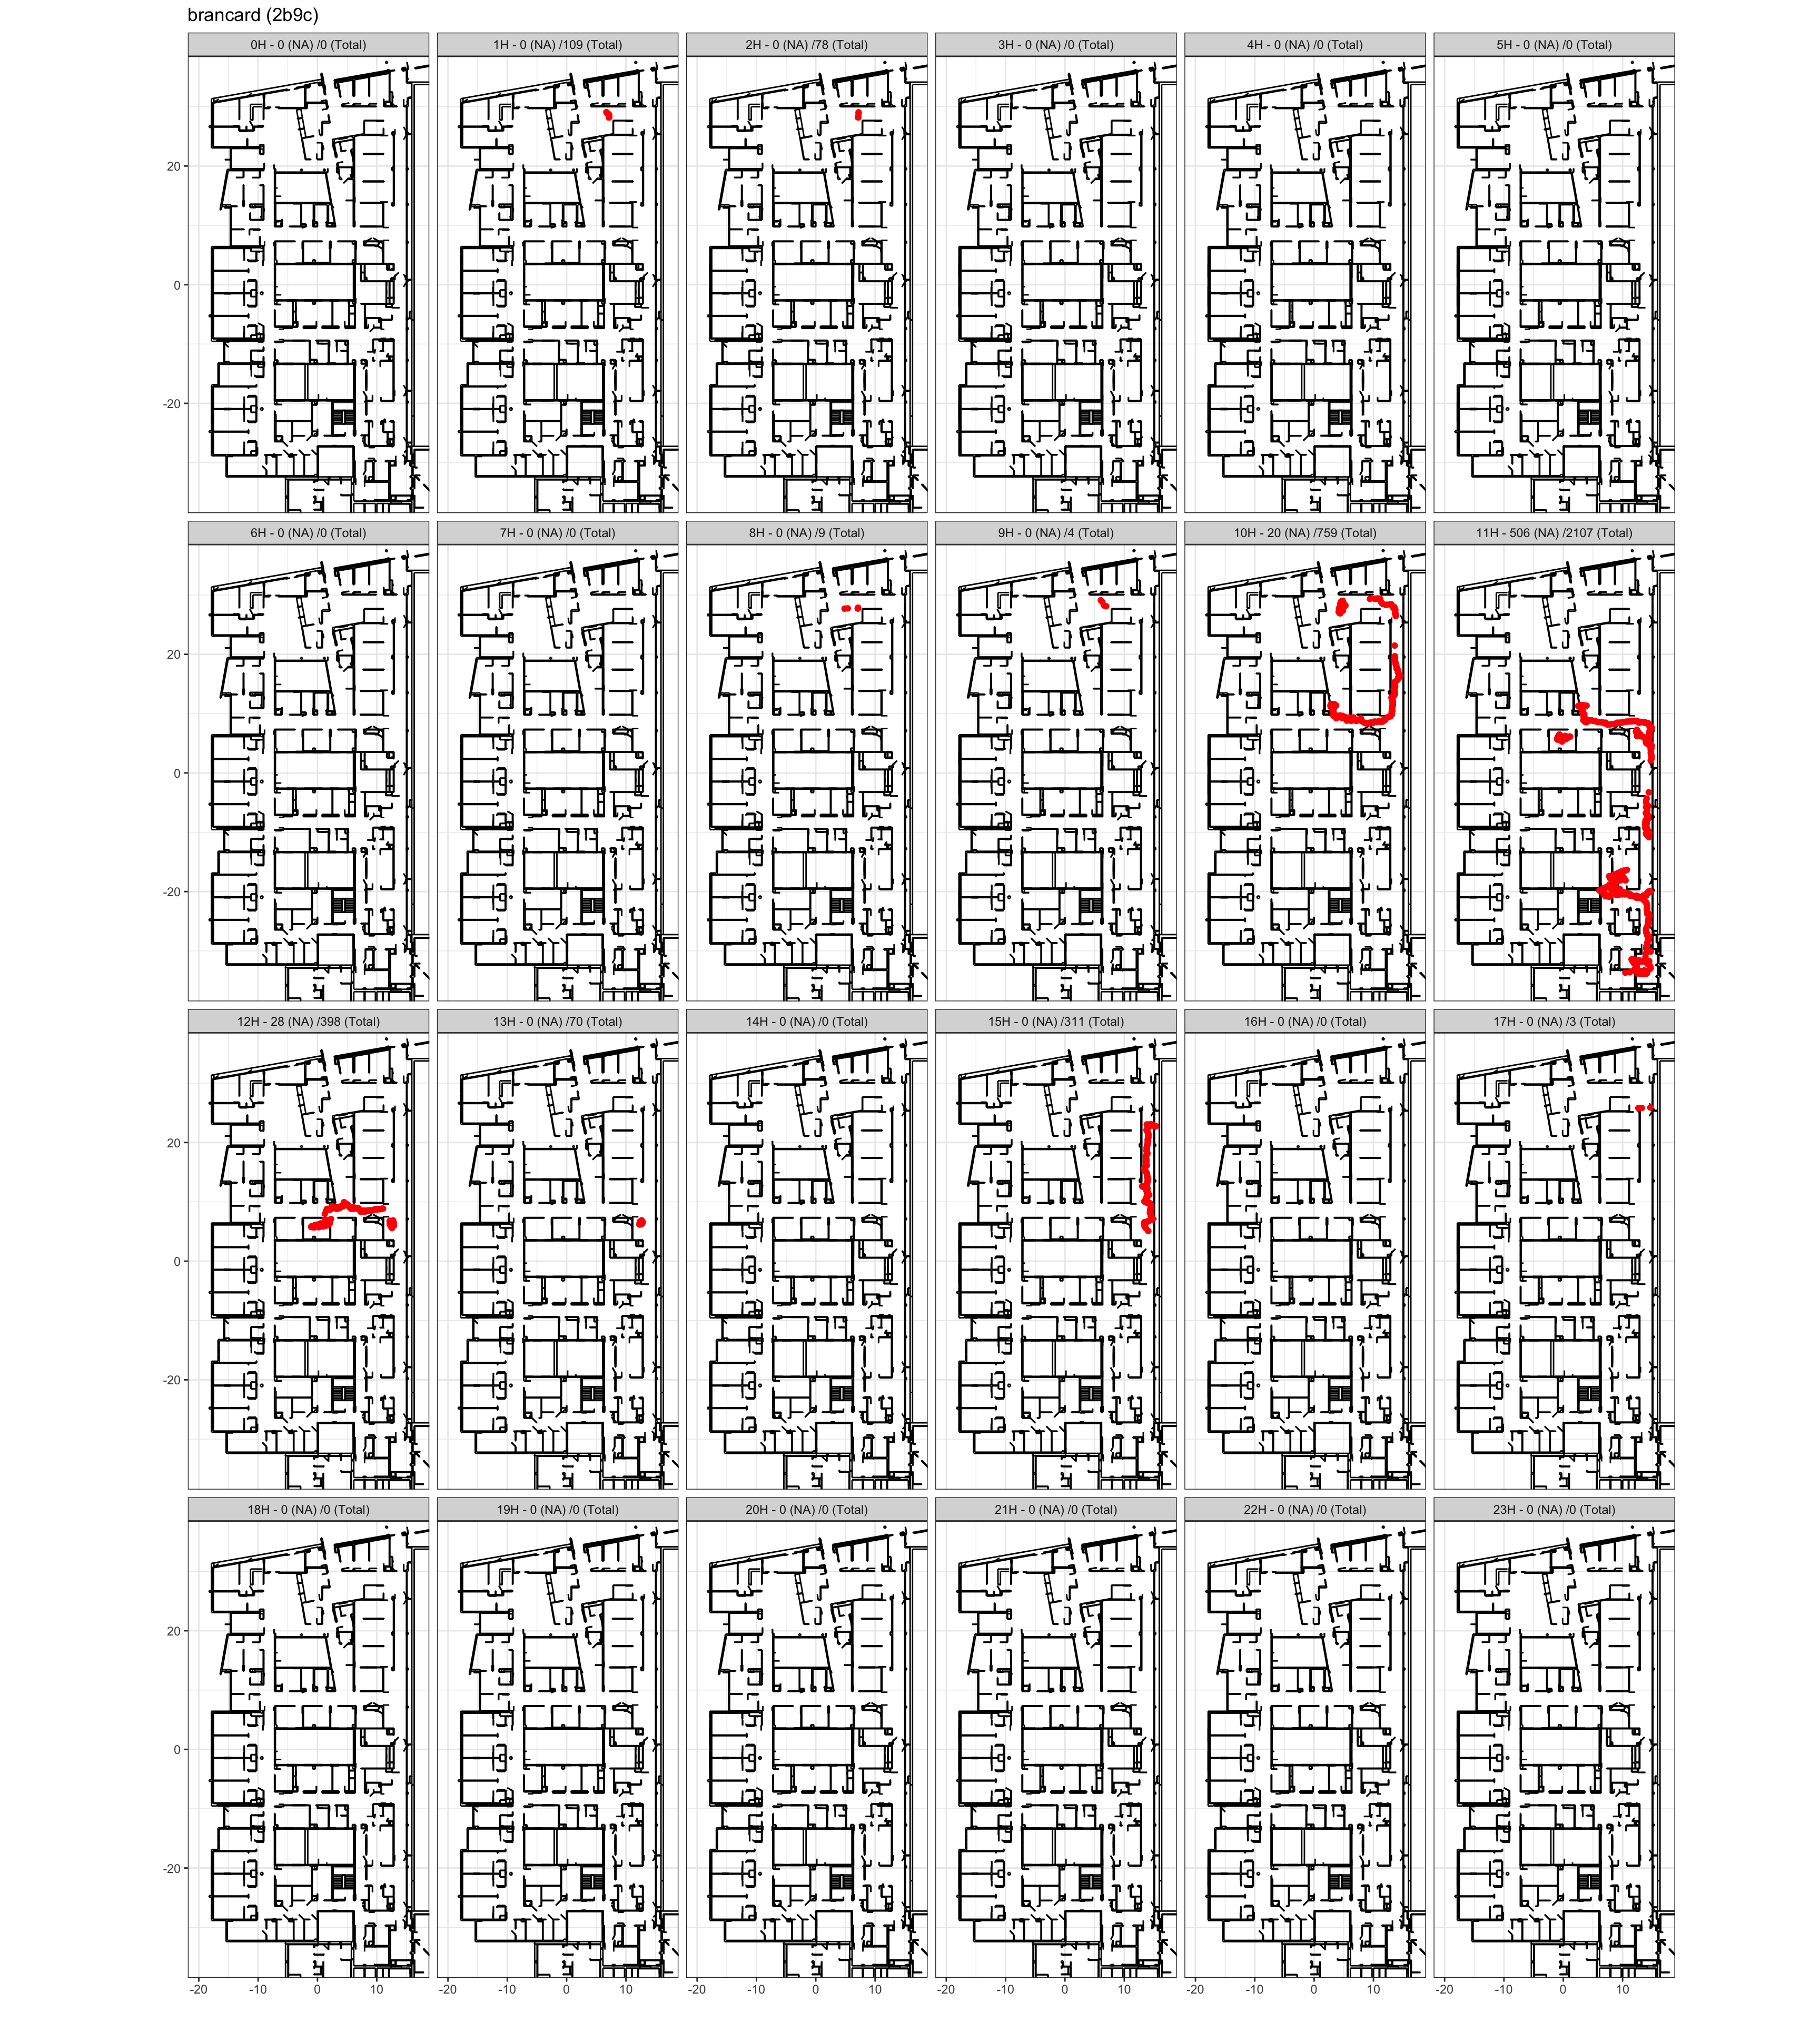 brancard (2b9c)
0H - 0 (NA) /0 (Total) 1H - 0 (NA) /109 (Total) 2H - 0 (NA) /78 (Total) 3H - 0 (NA) /0 (Total) 4H - 0 (NA) /0 (Total) 5H - 0 (NA) /0 (Total)
20
0
-20
6H - 0 (NA) /0 (Total) 7H - 0 (NA) /0 (Total) 8H - 0 (NA) /9 (Total) 9H - 0 (NA) /4 (Total) 10H - 20 (NA) /759 (Total) 11H - 506 (NA) /2107 (Total)
20
0
-20
12H - 28 (NA) /398 (Total) 13H - 0 (NA) /70 (Total) 14H - 0 (NA) /0 (Total) 15H - 0 (NA) /311 (Total) 16H - 0 (NA) /0 (Total) 17H - 0 (NA) /3 (Total)
20
0
-20
18H - 0 (NA) /0 (Total) 19H - 0 (NA) /0 (Total) 20H - 0 (NA) /0 (Total) 21H - 0 (NA) /0 (Total) 22H - 0 (NA) /0 (Total) 23H - 0 (NA) /0 (Total)
20
0
-20
-20 -10 0 10 -20 -10 0 10 -20 -10 0 10 -20 -10 0 10 -20 -10 0 10 -20 -10 0 10